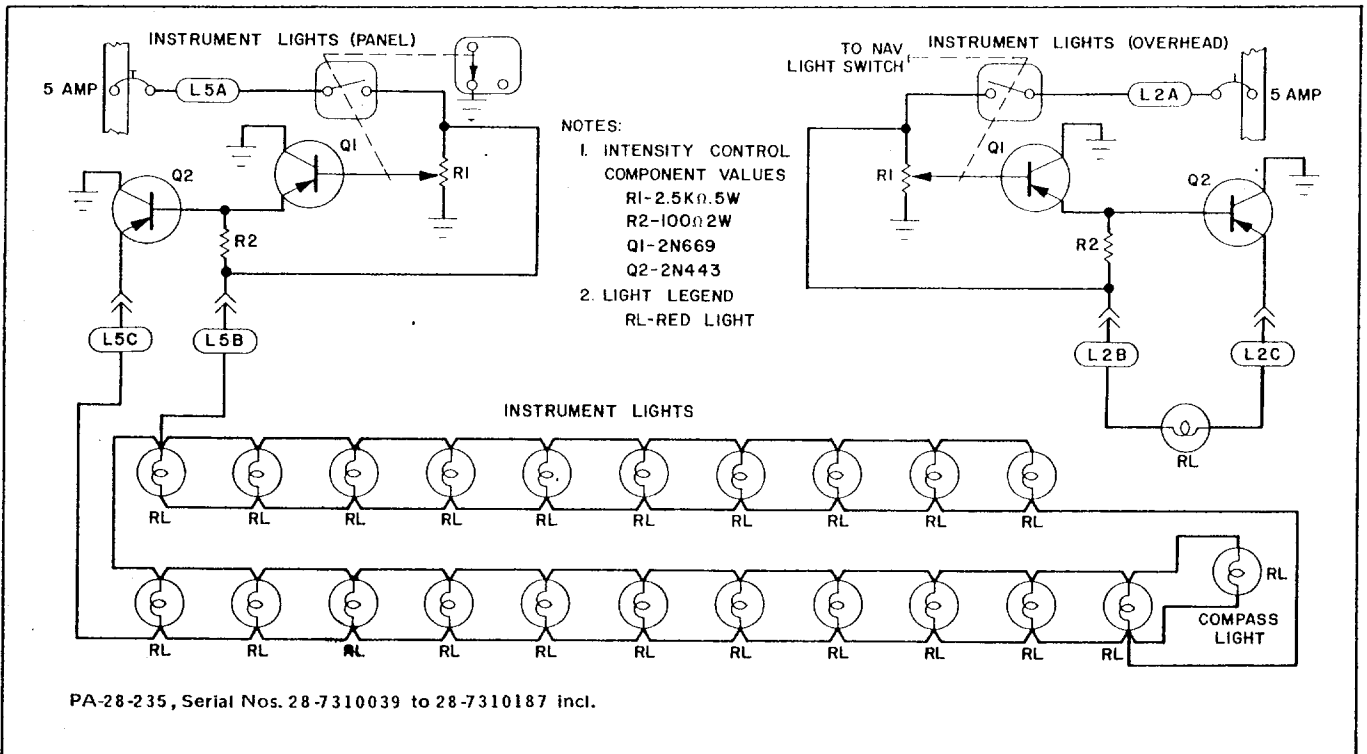 INSTRUMENT LIGHTS (PANEL)
5 AMP
L5A
Q1
Q2
R1
R2
L5C
L5B
NOTES:
1. INTENSITY CONTROL
COMPONENT VALUES
R1-2.5KΩ.5W
R2-100Ω2W
Q1-2N669
Q2-2N443
2. LIGHT LEGEND
RL-RED LIGHT
TO NAV
LIGHT SWITCH
INSTRUMENT LIGHTS (OVERHEAD)
L2A
5 AMP
Q1
R1
Q2
R2
L2B
L2C
RL
INSTRUMENT LIGHTS
RL RL RL RL RL RL RL RL RL RL
RL
COMPASS
LIGHT
RL RL RL RL RL RL RL RL RL RL RL
PA-28-235, Serial Nos. 28-7310039 to 28-7310187 incl.